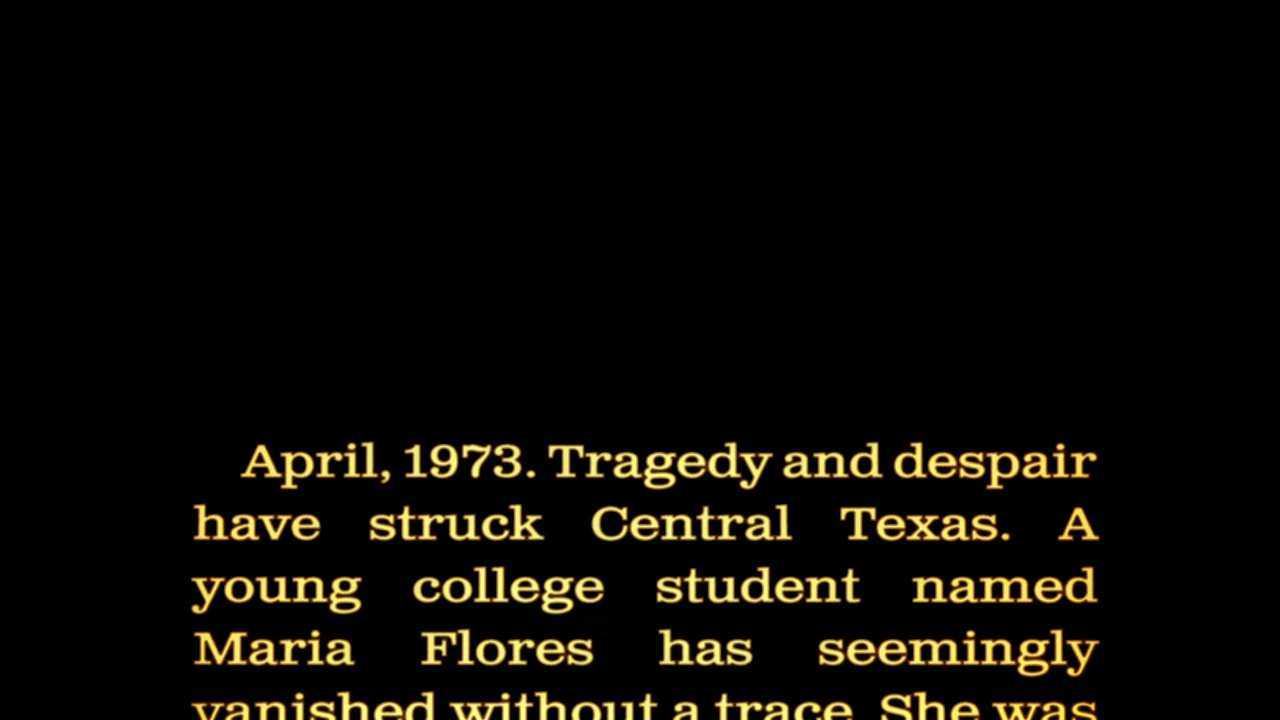 April, 1973. Tragedy and despair
have struck Central Texas. A
young college student named
Maria Flores has seemingly
vanished without a trace. She was